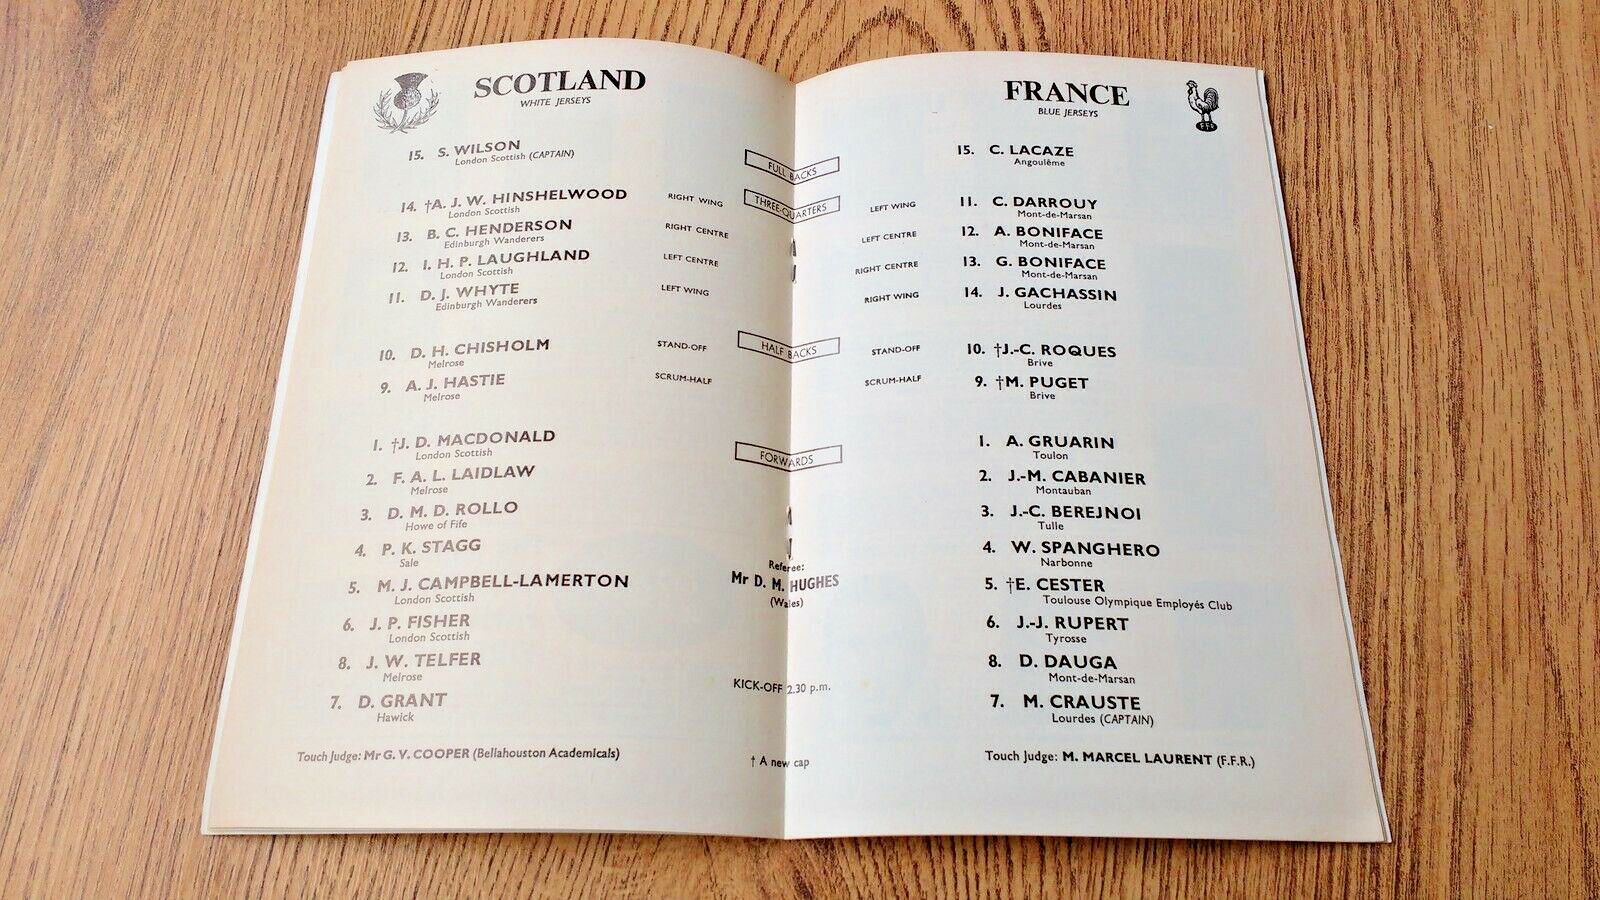 SCOTLAND
WHITE JERSEYS
15. S. WILSON
London Scottish (CAPTAIN)
14. †A. J. W. HINSHELWOOD
London Scottish
RIGHT WING
13. B. C. HENDERSON
Edinburgh Wanderers
RIGHT CENTRE
12. I. H. P. LAUGHLAND
London Scottish
LEFT CENTRE
11. D. J. WHYTE
Edinburgh Wanderers
LEFT WING
10. D. H. CHISHOLM
Melrose
STAND-OFF
9. A. J. HASTIE
Melrose
SCRUM-HALF
1. †J. D. MACDONALD
London Scottish
2. F. A. L. LAIDLAW
Melrose
3. D. M. D. ROLLO
Howe of Fife
4. P. K. STAGG
Sale
5. M. J. CAMPBELL-LAMERTON
London Scottish
6. J. P. FISHER
London Scottish
8. J. W. TELFER
Melrose
7. D. GRANT
Hawick
Touch Judge: Mr G. V. COOPER (Bellahouston Academicals)
FULL BACKS
THREE-QUARTERS
HALF BACKS
FORWARDS
Referee:
Mr D. M. HUGHES
(Wales)
KICK-OFF 2.30 p.m.
† A new cap
FRANCE
BLUE JERSEYS
FFR
15. C. LACAZE
Angoulême
LEFT WING
11. C. DARROUY
Mont-de-Marsan
LEFT CENTRE
12. A. BONIFACE
Mont-de-Marsan
RIGHT CENTRE
13. G. BONIFACE
Mont-de-Marsan
RIGHT WING
14. J. GACHASSIN
Lourdes
STAND-OFF
10. †J.-C. ROQUES
Brive
SCRUM-HALF
9. †M. PUGET
Brive
1. A. GRUARIN
Toulon
2. J.-M. CABANIER
Montauban
3. J.-C. BEREJNOI
Tulle
4. W. SPANGHERO
Narbonne
5. †E. CESTER
Toulouse Olympique Employés Club
6. J.-J. RUPERT
Tyrosse
8. D. DAUGA
Mont-de-Marsan
7. M. CRAUSTE
Lourdes (CAPTAIN)
Touch Judge: M. MARCEL LAURENT (F.F.R.)